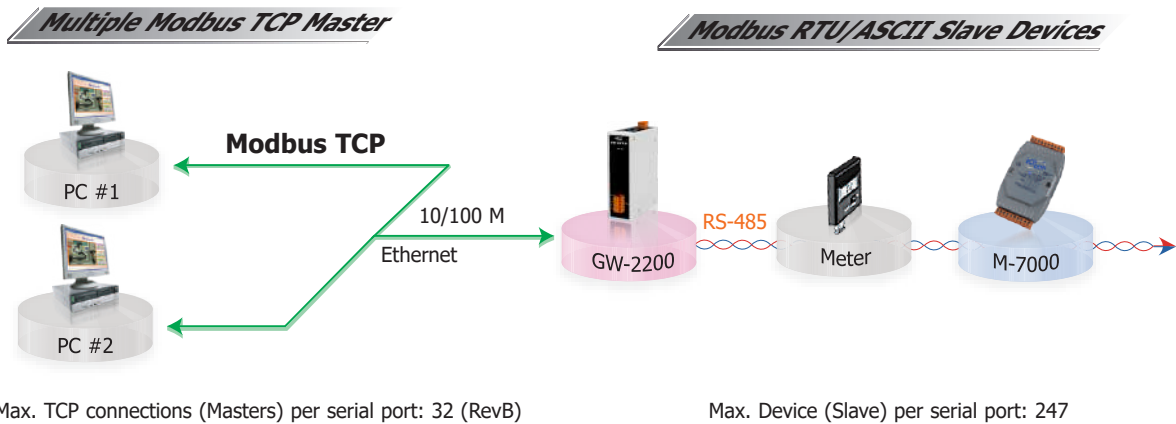 Multiple Modbus TCP Master
Modbus RTU/ASCII Slave Devices
Modbus TCP
PC #1
10/100 M
Ethernet
RS-485
GW-2200
Meter
M-7000
PC #2
Max. TCP connections (Masters) per serial port: 32 (RevB)
Max. Device (Slave) per serial port: 247